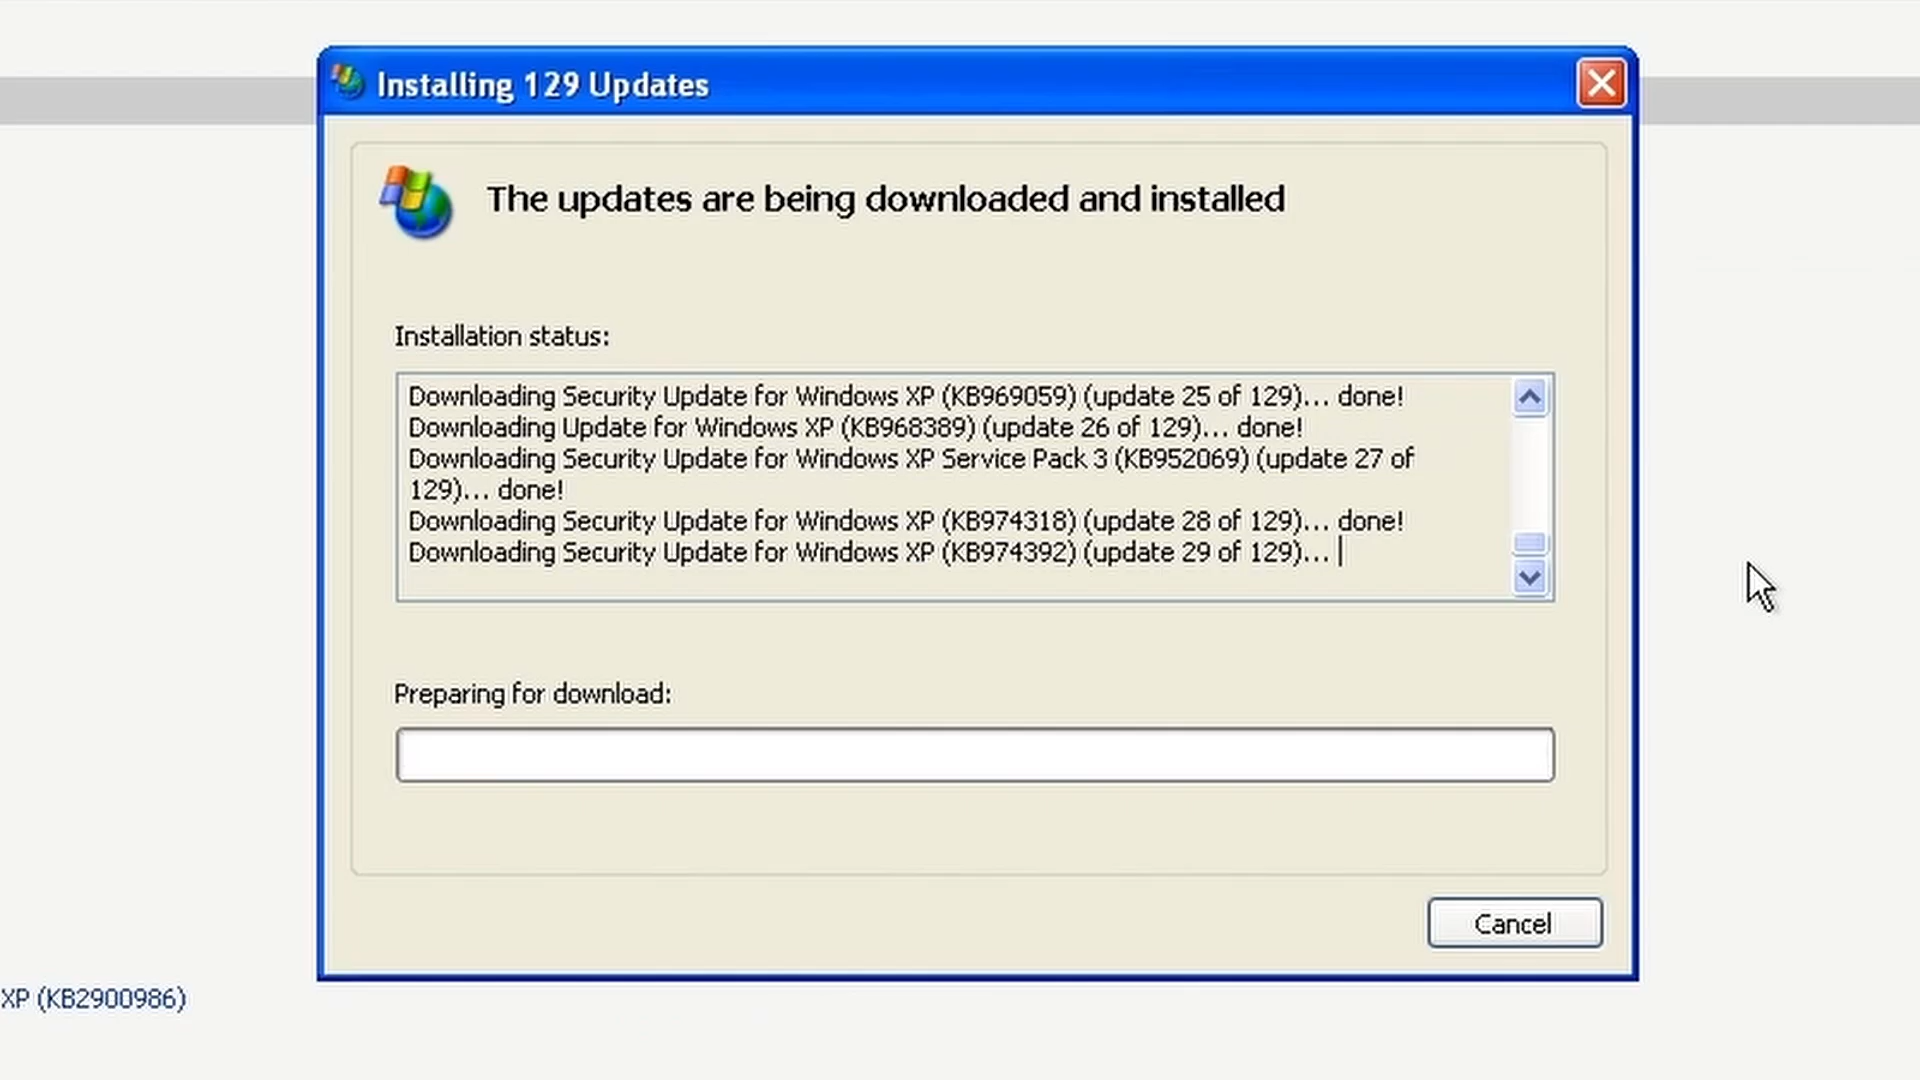 Installing 129 Updates
The updates are being downloaded and installed
Installation status:
Downloading Security Update for Windows XP (KB969059) (update 25 of 129)... done!
Downloading Update for Windows XP (KB968389) (update 26 of 129)... done!
Downloading Security Update for Windows XP Service Pack 3 (KB952069) (update 27 of
129)... done!
Downloading Security Update for Windows XP (KB974318) (update 28 of 129)... done!
Downloading Security Update for Windows XP (KB974392) (update 29 of 129)...
Preparing for download:
Cancel
XP (KB2900986)